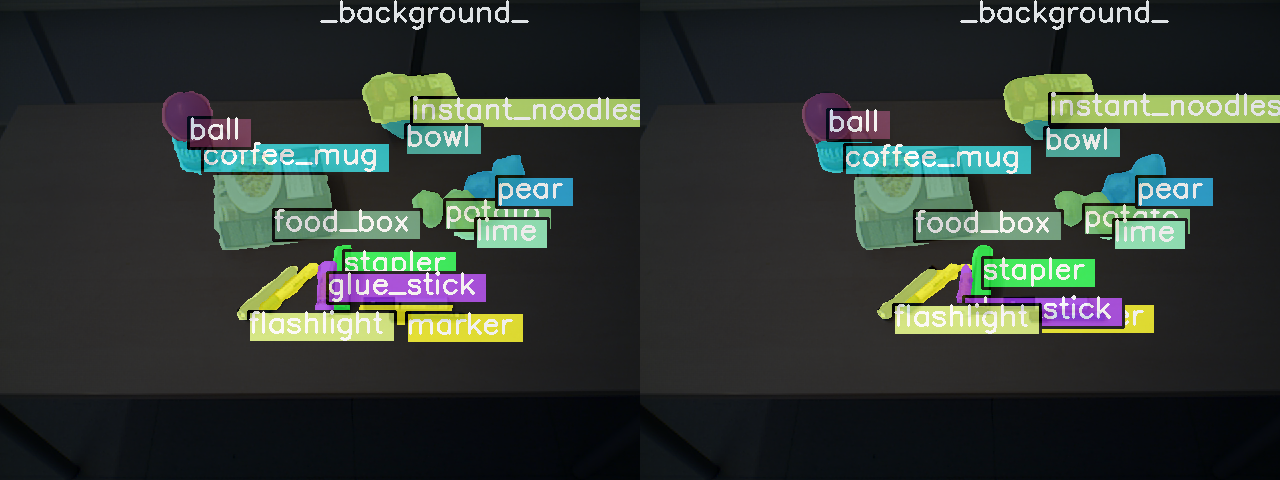 _background_
ball
instant_noodles
bowl
coffee_mug
pear
potato
food_box
lime
stapler
glue_stick
flashlight
marker
_background_
ball
instant_noodles
bowl
coffee_mug
pear
potato
food_box
lime
stapler
stick
flashlight